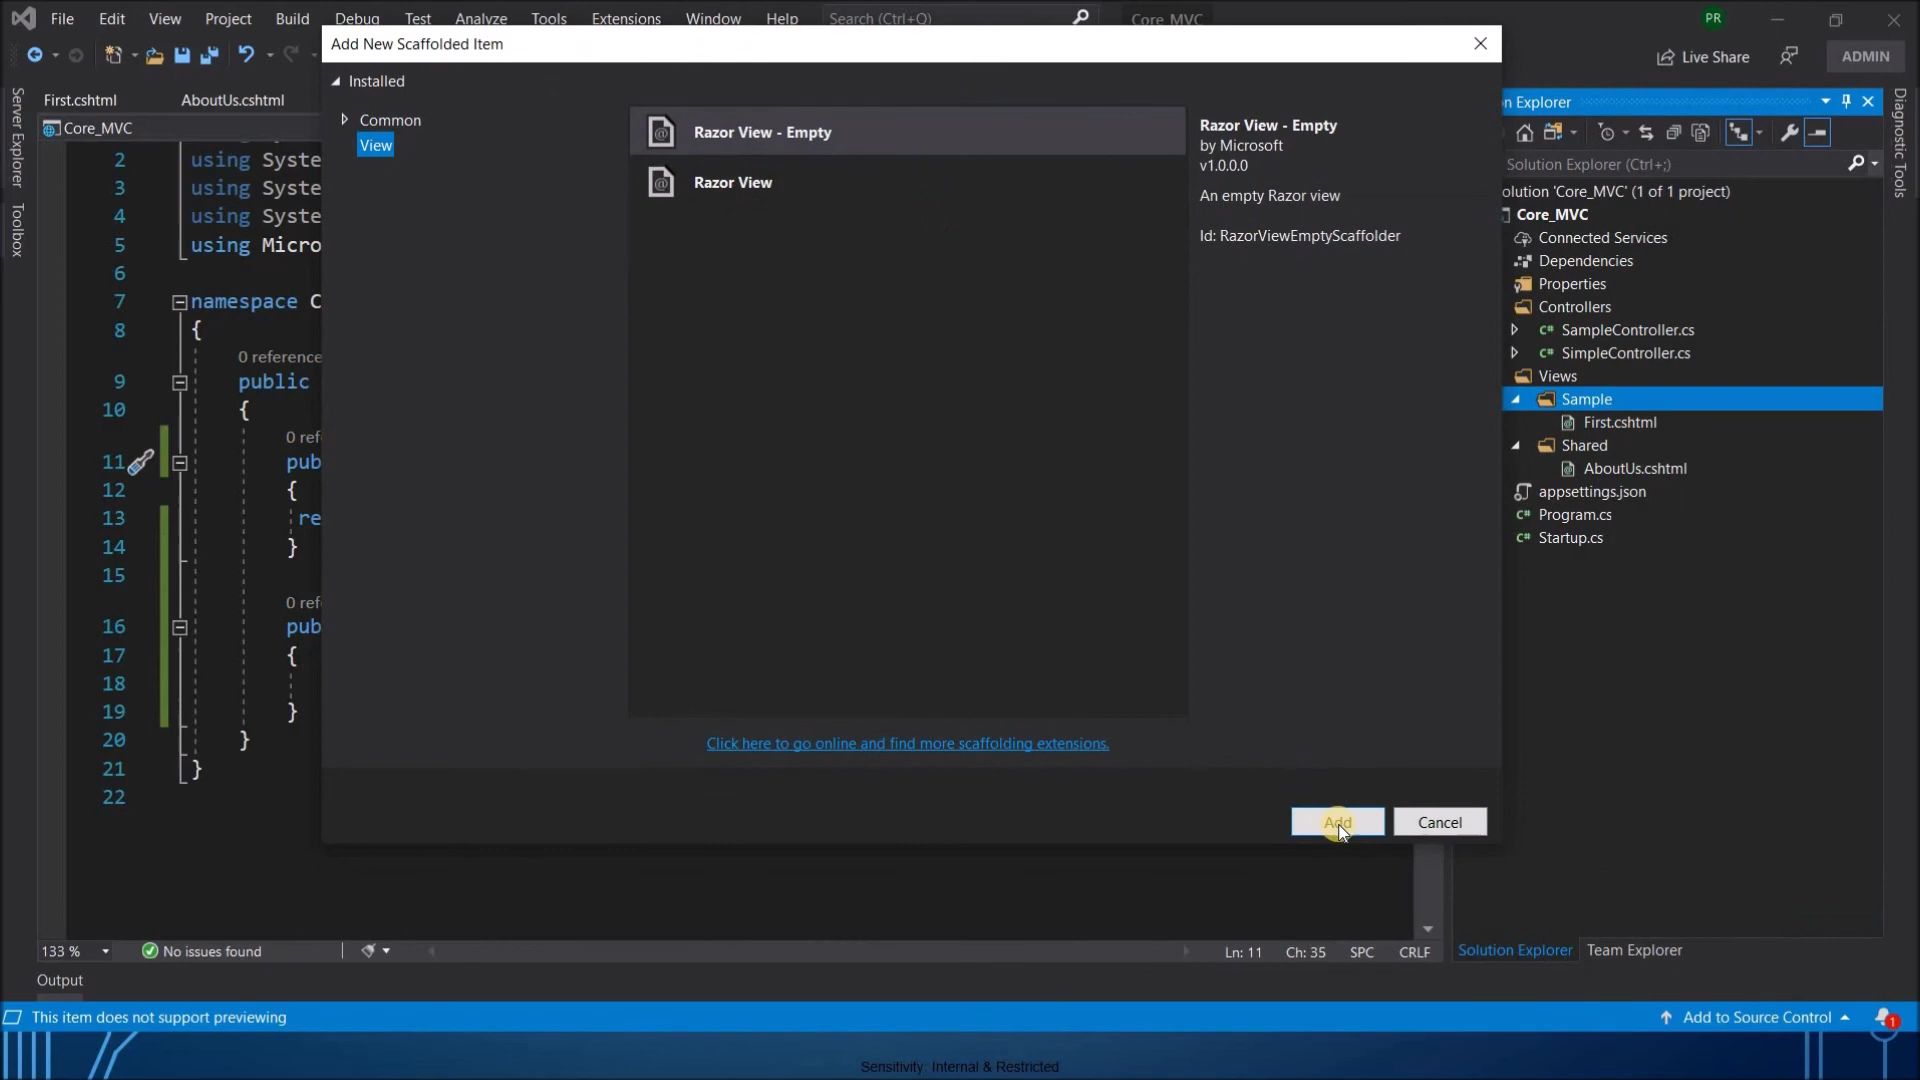 File Edit View Project Build Debug Test Analyze Tools Extensions Window Help Search (Ctrl+Q) Core_MVC PR
Add New Scaffolded Item
Live Share ADMIN
Installed
Common
View
Razor View - Empty
Razor View
Razor View - Empty
by Microsoft
v1.0.0.0
An empty Razor view
Id: RazorViewEmptyScaffolder
Click here to go online and find more scaffolding extensions.
Add Cancel
Server Explorer
Toolbox
First.cshtml AboutUs.cshtml
Core_MVC
2 using Syste
3 using Syste
4 using Syste
5 using Micro
6
7 namespace C
8 {
0 reference
9 public
10 {
0 ref
11 pub
12 {
13 re
14 }
15
0 ref
16 pub
17 {
18
19 }
20 }
21 }
22
133 % No issues found Ln: 11 Ch: 35 SPC CRLF
Output
n Explorer
Solution Explorer (Ctrl+;)
olution 'Core_MVC' (1 of 1 project)
Core_MVC
Connected Services
Dependencies
Properties
Controllers
C# SampleController.cs
C# SimpleController.cs
Views
Sample
First.cshtml
Shared
AboutUs.cshtml
appsettings.json
C# Program.cs
C# Startup.cs
Solution Explorer Team Explorer
Diagnostic Tools
This item does not support previewing Add to Source Control 1
Sensitivity: Internal & Restricted